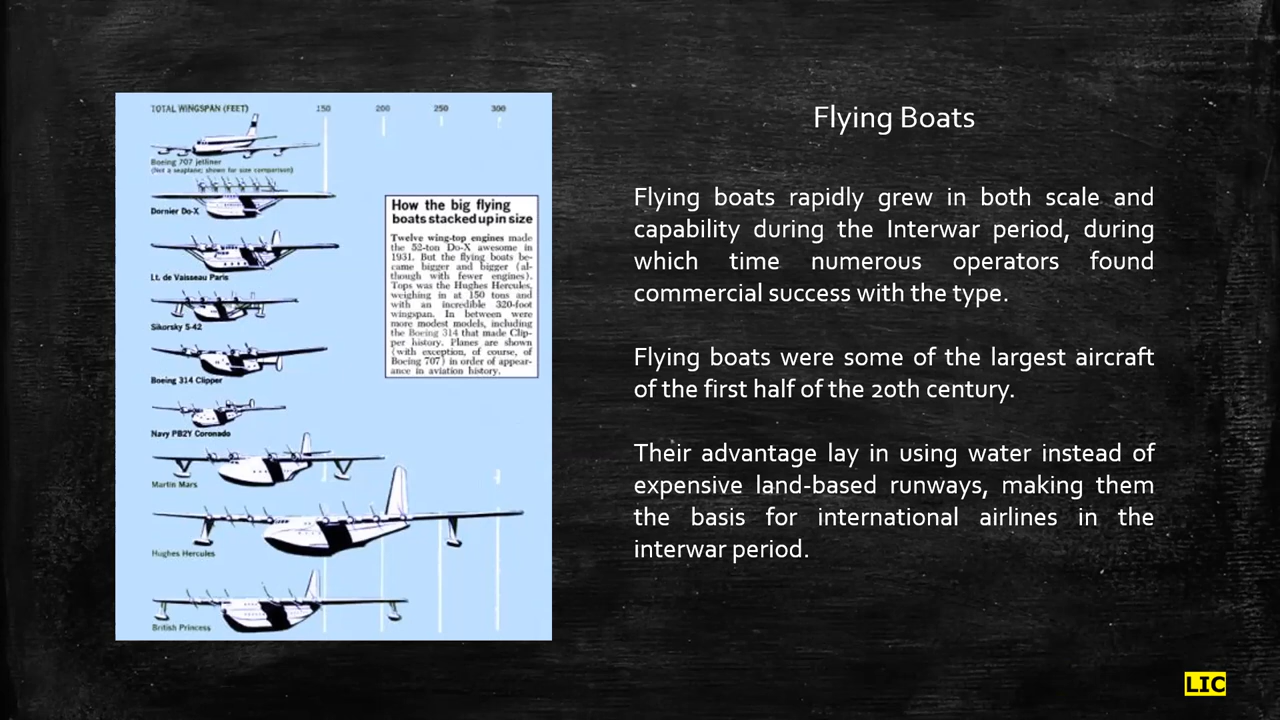 TOTAL WINGSPAN (FEET) 150 200 250 300
Boeing 707 jetliner
(Not a seaplane; shown for size comparison)
Dornier Do-X
Lt. de Vaisseau Paris
Sikorsky S-42
Boeing 314 Clipper
Navy PB2Y Coronado
Martin Mars
Hughes Hercules
British Princess
How the big flying
boats stacked up in size
Twelve wing-top engines made
the 52-ton Do-X awesome in
1931. But the flying boats be-
came bigger and bigger (al-
though with fewer engines).
Tops was the Hughes Hercules,
weighing in at 150 tons and
with an incredible 320-foot
wingspan. In between were
more modest models, including
the Boeing 314 that made Clip-
per history. Planes are shown
(with exception, of course, of
Boeing 707) in order of appear-
ance in aviation history.
Flying Boats
Flying boats rapidly grew in both scale and
capability during the Interwar period, during
which time numerous operators found
commercial success with the type.
Flying boats were some of the largest aircraft
of the first half of the 20th century.
Their advantage lay in using water instead of
expensive land-based runways, making them
the basis for international airlines in the
interwar period.
LIC